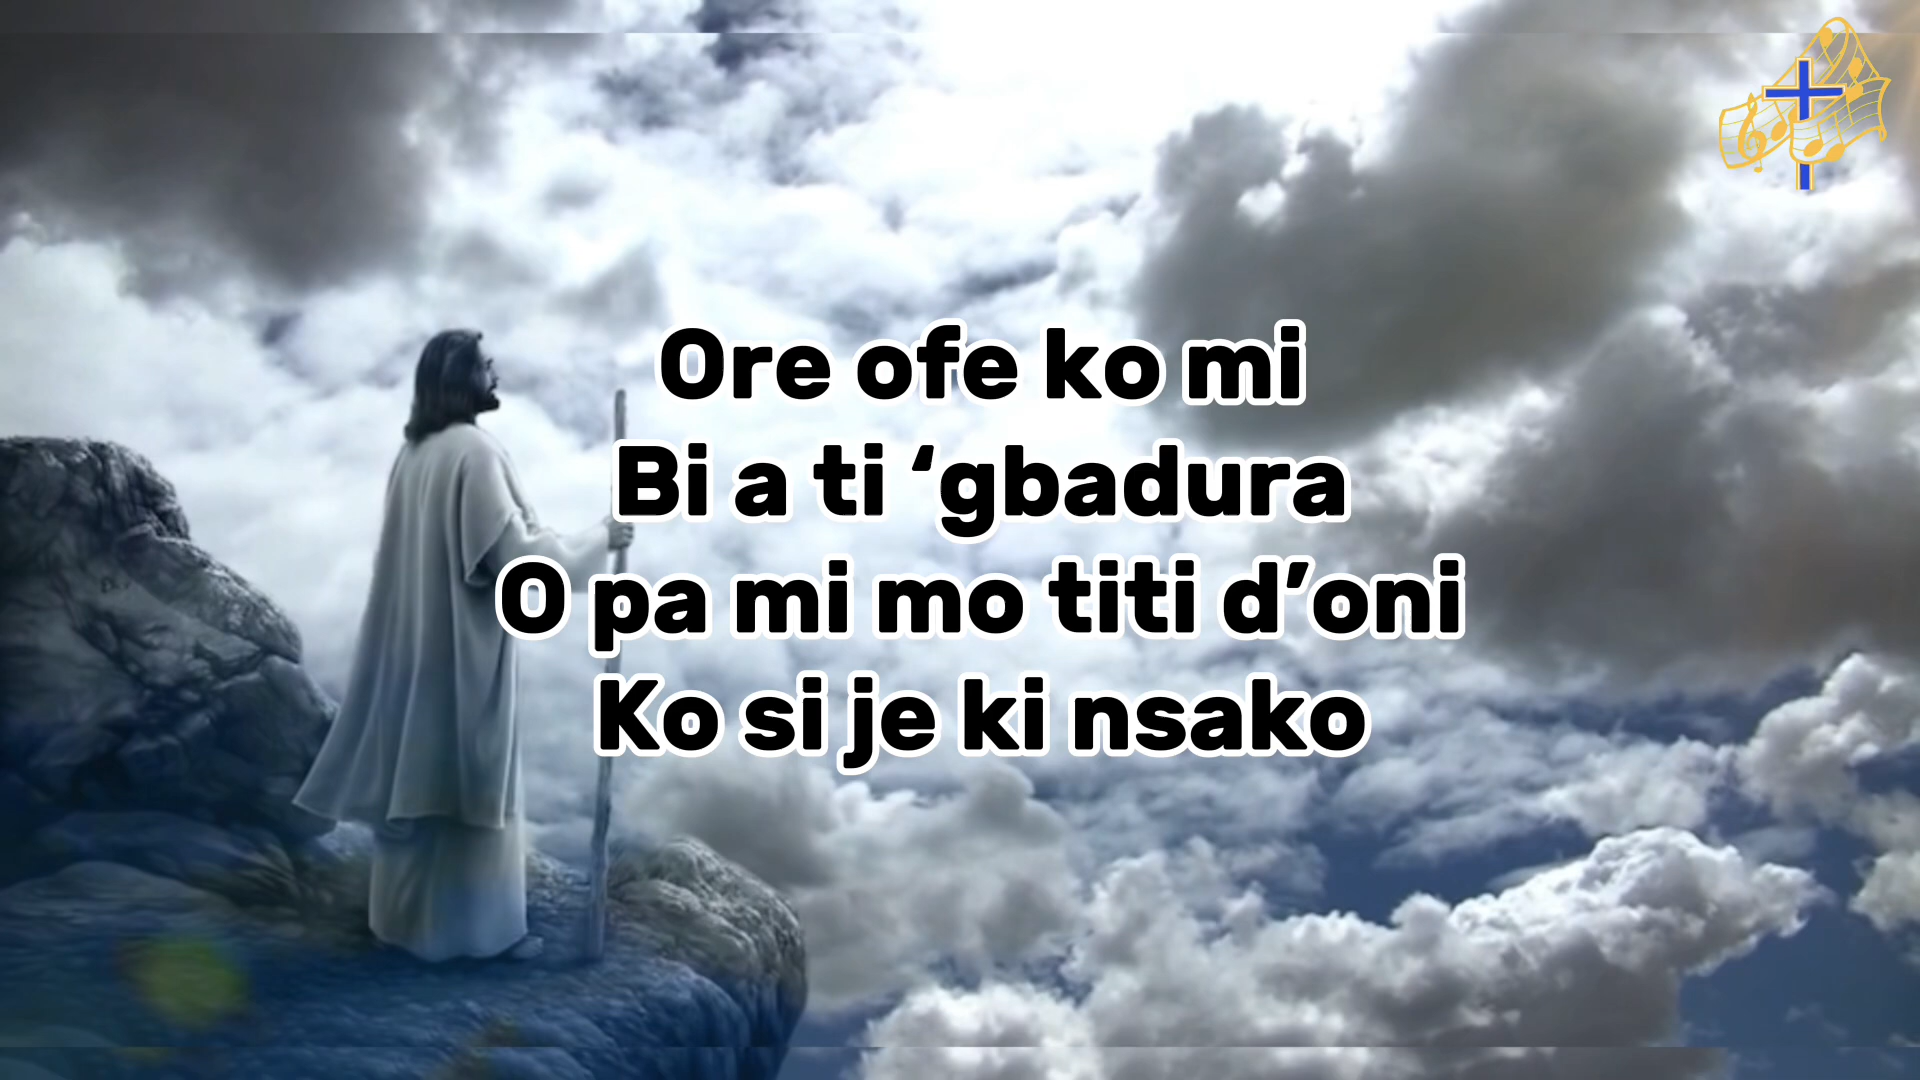 Ore ofe ko mi
Bi a ti ‘gbadura
O pa mi mo titi d’oni
Ko si je ki nsako